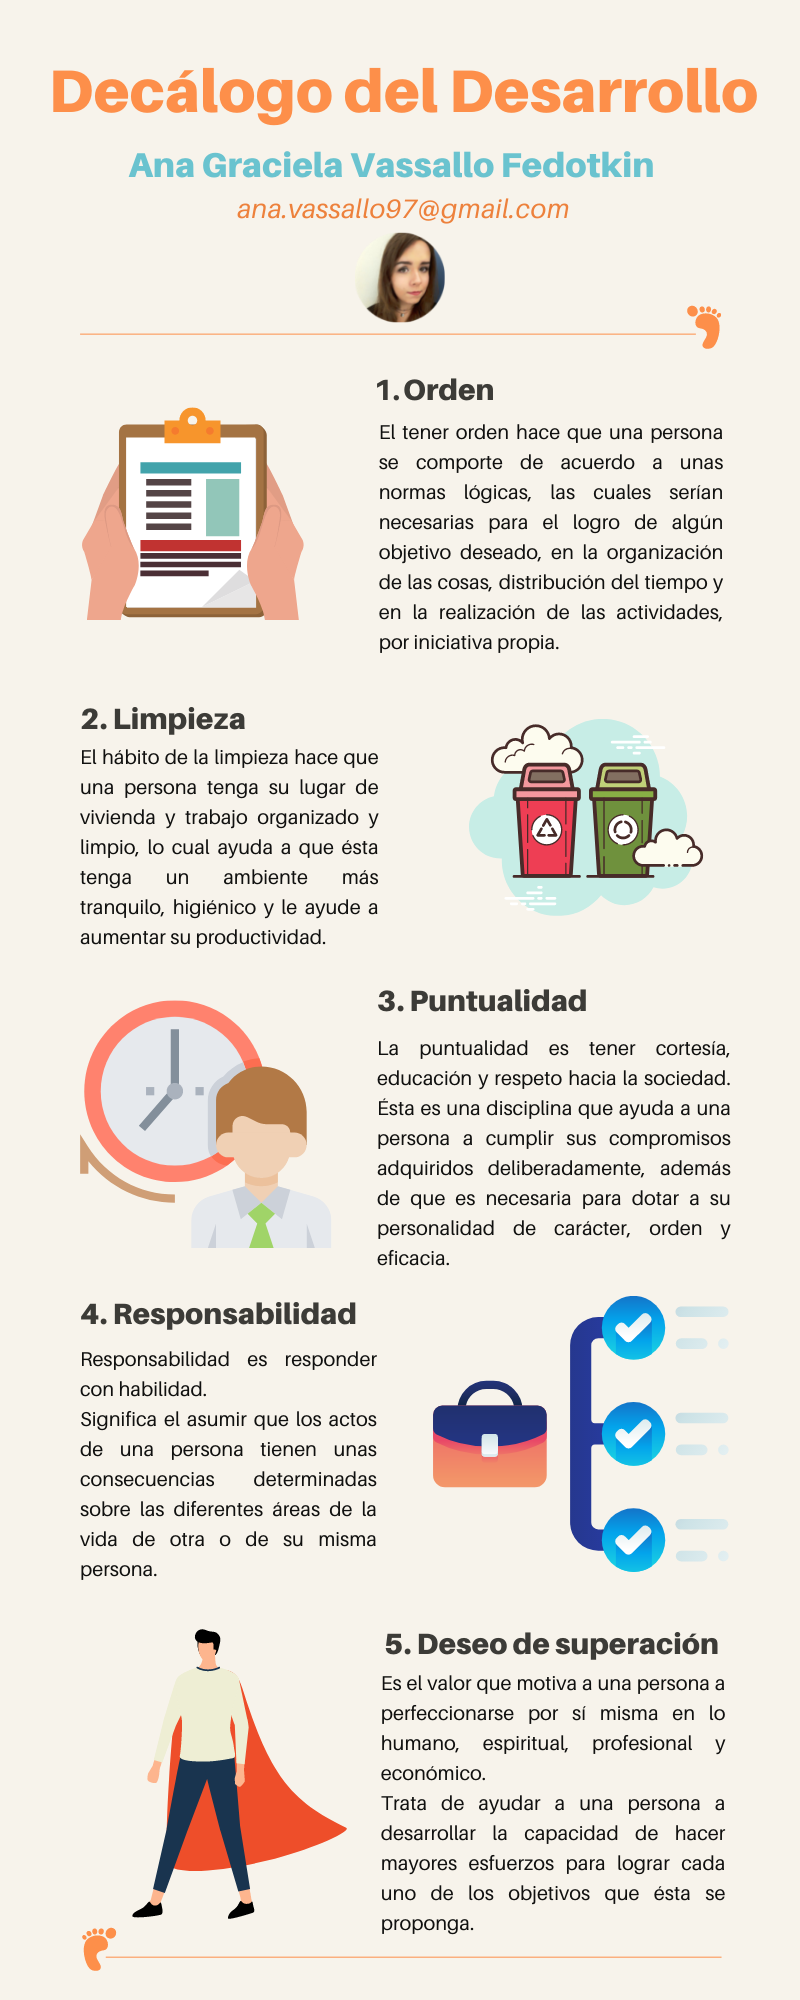 Decálogo del Desarrollo
Ana Graciela Vassallo Fedotkin
ana.vassallo97@gmail.com
1. Orden
El tener orden hace que una persona
se comporte de acuerdo a unas
normas lógicas, las cuales serían
necesarias para el logro de algún
objetivo deseado, en la organización
de las cosas, distribución del tiempo y
en la realización de las actividades,
por iniciativa propia.
2. Limpieza
El hábito de la limpieza hace que
una persona tenga su lugar de
vivienda y trabajo organizado y
limpio, lo cual ayuda a que ésta
tenga un ambiente más
tranquilo, higiénico y le ayude a
aumentar su productividad.
3. Puntualidad
La puntualidad es tener cortesía,
educación y respeto hacia la sociedad.
Ésta es una disciplina que ayuda a una
persona a cumplir sus compromisos
adquiridos deliberadamente, además
de que es necesaria para dotar a su
personalidad de carácter, orden y
eficacia.
4. Responsabilidad
Responsabilidad es responder
con habilidad.
Significa el asumir que los actos
de una persona tienen unas
consecuencias determinadas
sobre las diferentes áreas de la
vida de otra o de su misma
persona.
5. Deseo de superación
Es el valor que motiva a una persona a
perfeccionarse por sí misma en lo
humano, espiritual, profesional y
económico.
Trata de ayudar a una persona a
desarrollar la capacidad de hacer
mayores esfuerzos para lograr cada
uno de los objetivos que ésta se
proponga.